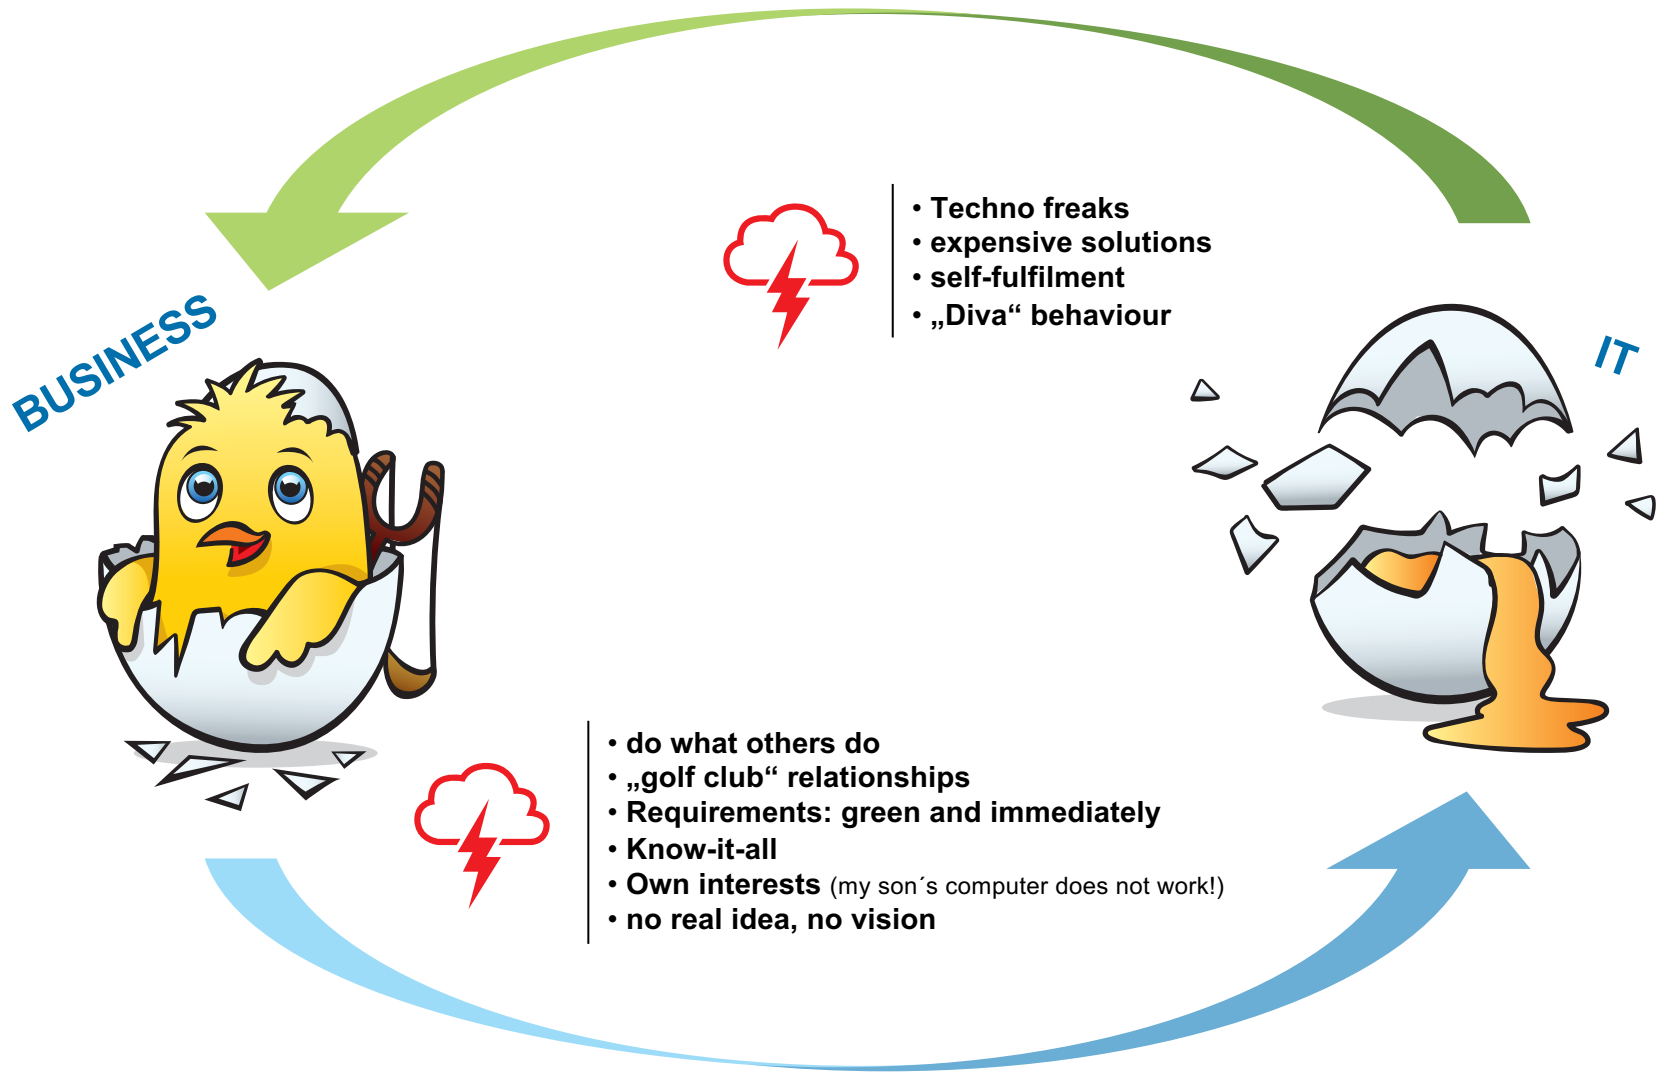 • Techno freaks
• expensive solutions
• self-fulfilment
• „Diva“ behaviour
BUSINESS
IT
• do what others do
• „golf club“ relationships
• Requirements: green and immediately
• Know-it-all
• Own interests (my son´s computer does not work!)
• no real idea, no vision